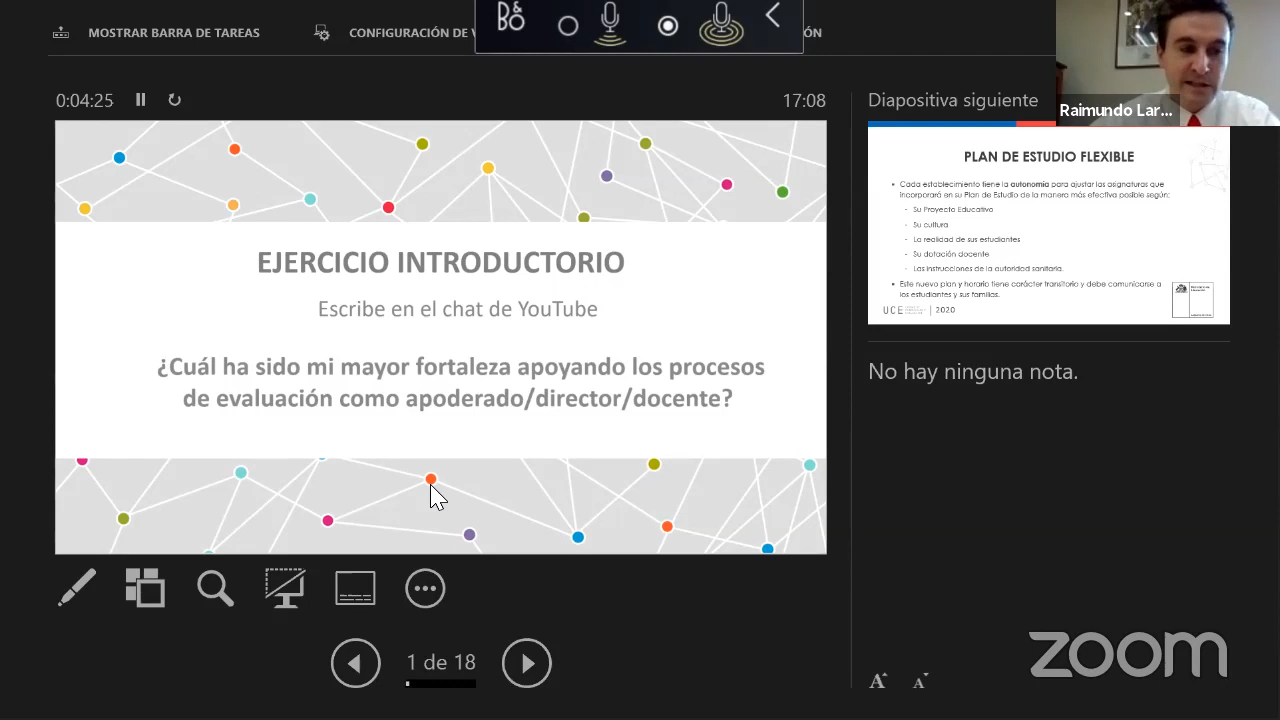 MOSTRAR BARRA DE TAREAS
CONFIGURACIÓN DE
ÓN
B&O
BO
Raimundo Lar...
0:04:25
17:08
Diapositiva siguiente
EJERCICIO INTRODUCTORIO
Escribe en el chat de YouTube
¿Cuál ha sido mi mayor fortaleza apoyando los procesos
de evaluación como apoderado/director/docente?
PLAN DE ESTUDIO FLEXIBLE
Cada establecimiento tiene la autonomía para ajustar las asignaturas que
incorporará en su Plan de Estudio de la manera más efectiva posible según:
- Su Proyecto Educativo
- Su cultura
- La realidad de sus estudiantes
- Su dotación docente
- Las instrucciones de la autoridad sanitaria.
Este nuevo plan y horario tiene carácter transitorio y debe comunicarse a
los estudiantes y sus familias.
UCE | 2020
No hay ninguna nota.
1 de 18
A A
zoom